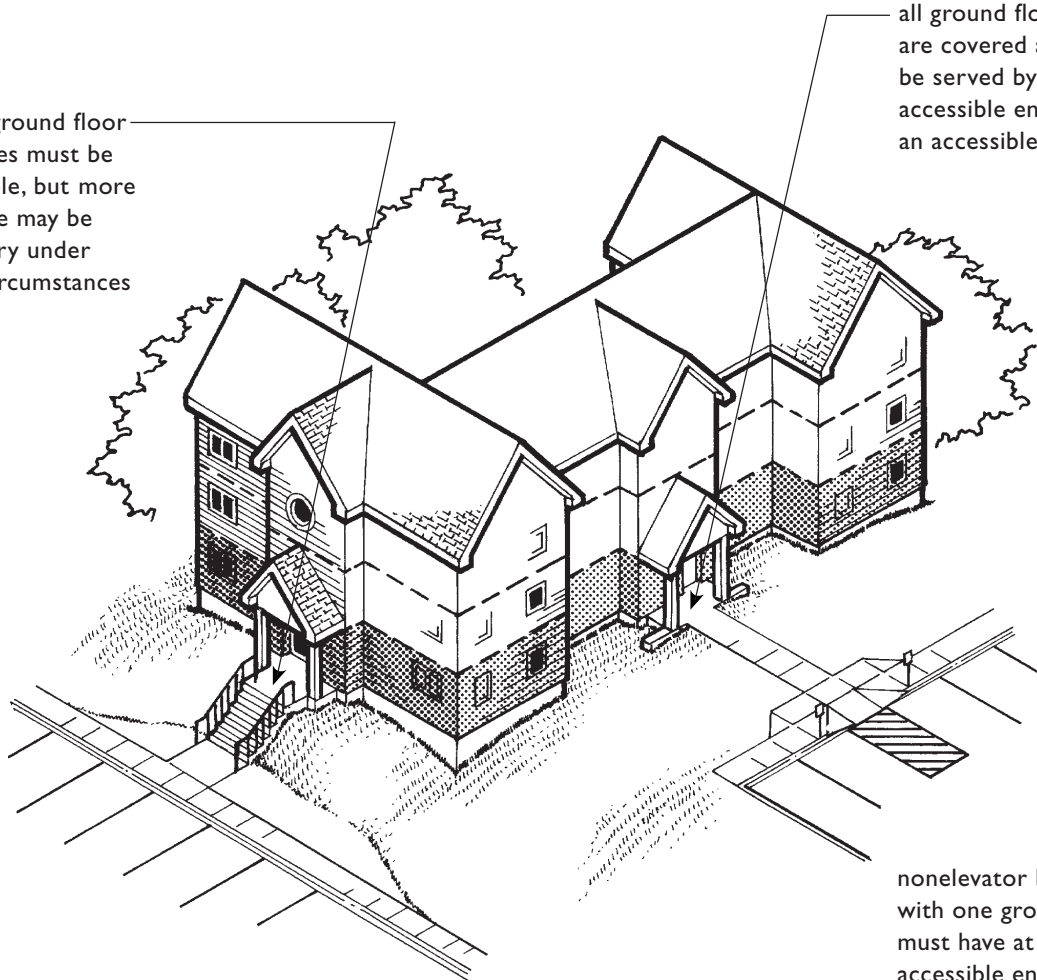 ground floor
es must be
le, but more
e may be
ry under
rcumstances
all ground flo
are covered
be served by
accessible en
an accessible
nonelevator
with one gro
must have at
accessible en